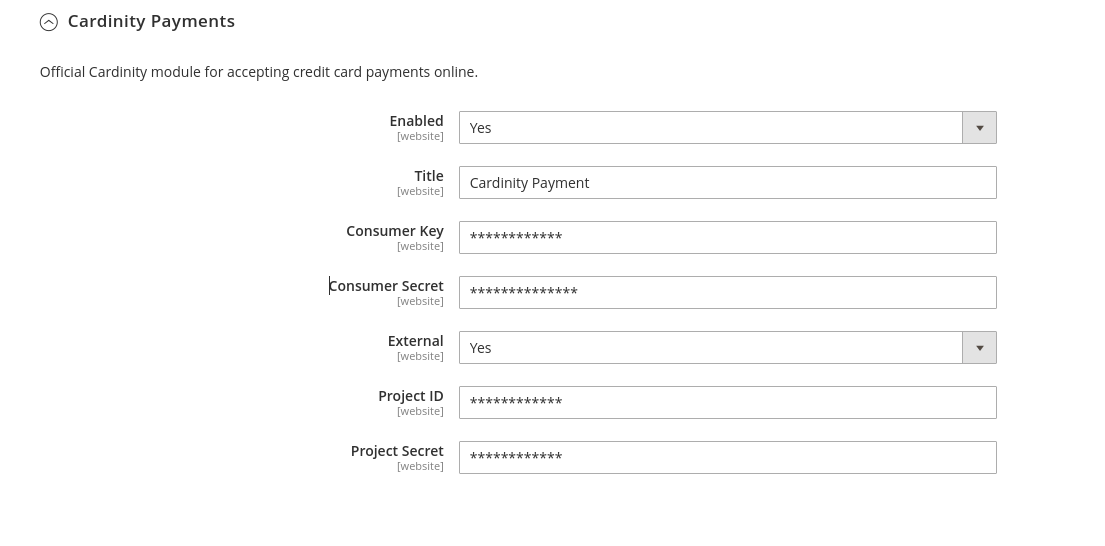 Cardinity Payments
Official Cardinity module for accepting credit card payments online.
Enabled
[website]
Yes
Title
[website]
Cardinity Payment
Consumer Key
[website]
************
Consumer Secret
[website]
**************
External
[website]
Yes
Project ID
[website]
************
Project Secret
[website]
************